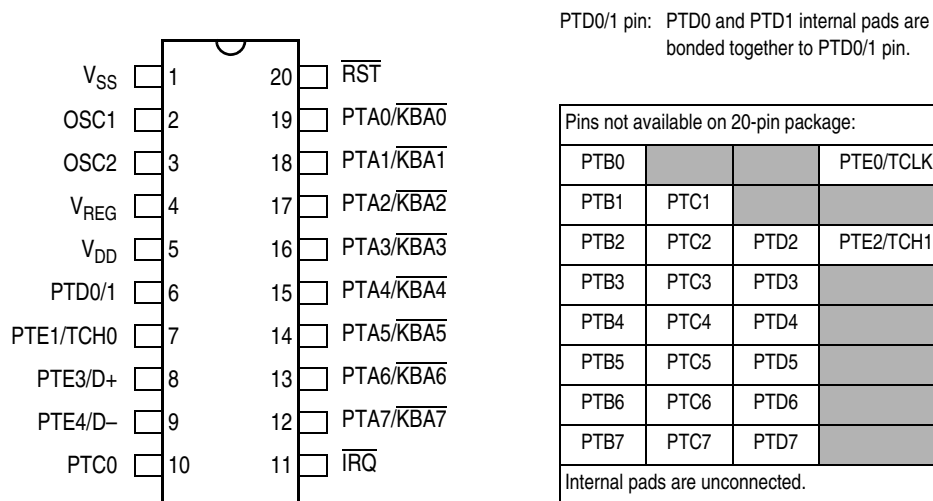 PTD0/1 pin: PTD0 and PTD1 internal pads are
bonded together to PTD0/1 pin.
VSS 1 20 RST
OSC1 2 19 PTA0/KBA0
OSC2 3 18 PTA1/KBA1
VREG 4 17 PTA2/KBA2
VDD 5 16 PTA3/KBA3
PTD0/1 6 15 PTA4/KBA4
PTE1/TCH0 7 14 PTA5/KBA5
PTE3/D+ 8 13 PTA6/KBA6
PTE4/D– 9 12 PTA7/KBA7
PTC0 10 11 IRQ
Pins not available on 20-pin package:
PTB0 PTE0/TCLK
PTB1 PTC1
PTB2 PTC2 PTD2 PTE2/TCH1
PTB3 PTC3 PTD3
PTB4 PTC4 PTD4
PTB5 PTC5 PTD5
PTB6 PTC6 PTD6
PTB7 PTC7 PTD7
Internal pads are unconnected.